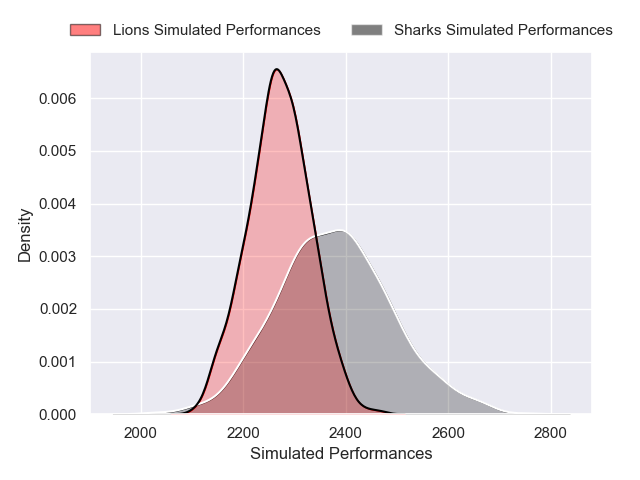 Lions Simulated Performances Sharks Simulated Performances
0.006
0.005
0.004
0.003
0.002
0.001
0.000
2000 2200 2400 2600 2800
Density
Simulated Performances